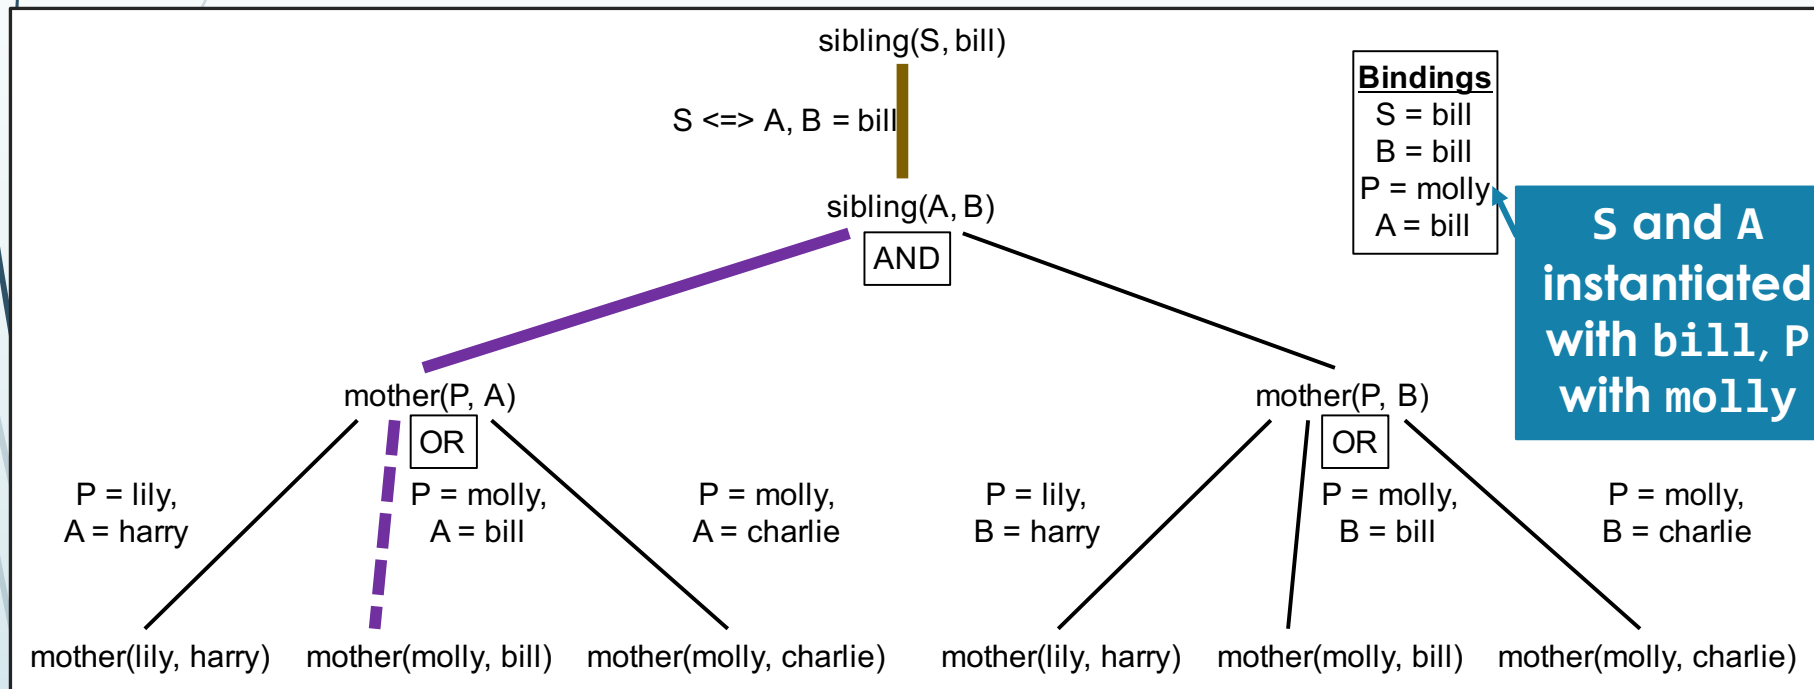 sibling(S, bill)
S <=> A, B = bill
sibling(A, B)
AND
Bindings
S = bill
B = bill
P = molly
A = bill
S and A
instantiated
with bill, P
with molly
mother(P, A)
OR
mother(P, B)
OR
P = lily,
A = harry
P = molly,
A = bill
P = molly,
A = charlie
P = lily,
B = harry
P = molly,
B = bill
P = molly,
B = charlie
mother(lily, harry)
mother(molly, bill)
mother(molly, charlie)
mother(lily, harry)
mother(molly, bill)
mother(molly, charlie)